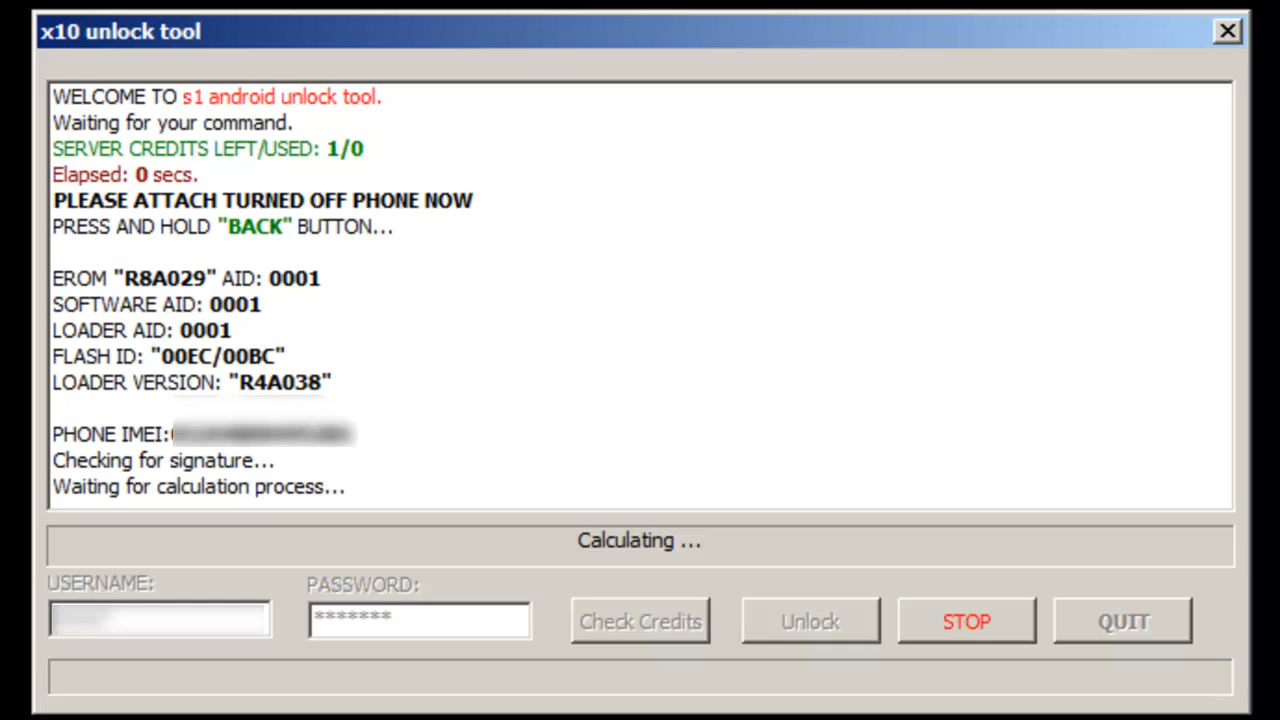 x10 unlock tool
WELCOME TO s1 android unlock tool.
Waiting for your command.
SERVER CREDITS LEFT/USED: 1/0
Elapsed: 0 secs.
PLEASE ATTACH TURNED OFF PHONE NOW
PRESS AND HOLD "BACK" BUTTON...
EROM "R8A029" AID: 0001
SOFTWARE AID: 0001
LOADER AID: 0001
FLASH ID: "00EC/00BC"
LOADER VERSION: "R4A038"
PHONE IMEI:
Checking for signature...
Waiting for calculation process...
Calculating ...
USERNAME: PASSWORD:
******* Check Credits Unlock STOP QUIT